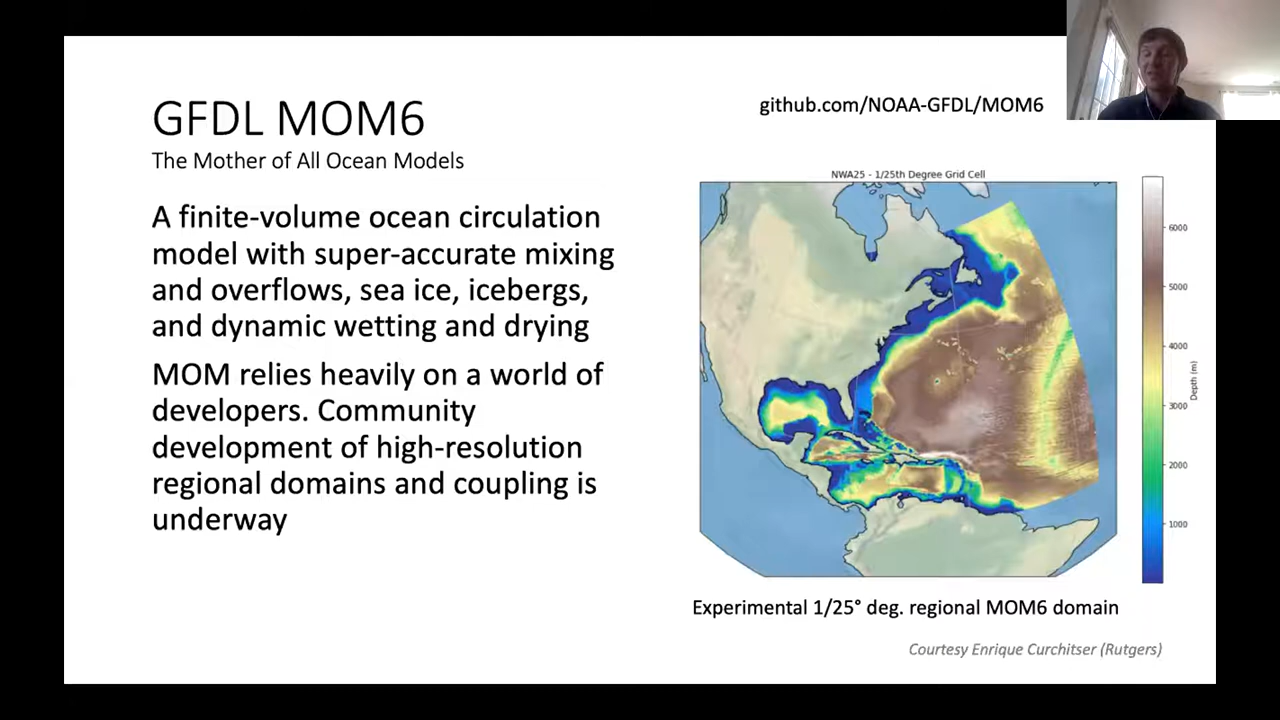 GFDL MOM6
The Mother of All Ocean Models
github.com/NOAA-GFDL/MOM6
A finite-volume ocean circulation
model with super-accurate mixing
and overflows, sea ice, icebergs,
and dynamic wetting and drying
MOM relies heavily on a world of
developers. Community
development of high-resolution
regional domains and coupling is
underway
NWA25 - 1/25th Degree Grid Cell
6000
5000
4000
3000
2000
1000
Depth (m)
Experimental 1/25° deg. regional MOM6 domain
Courtesy Enrique Curchitser (Rutgers)